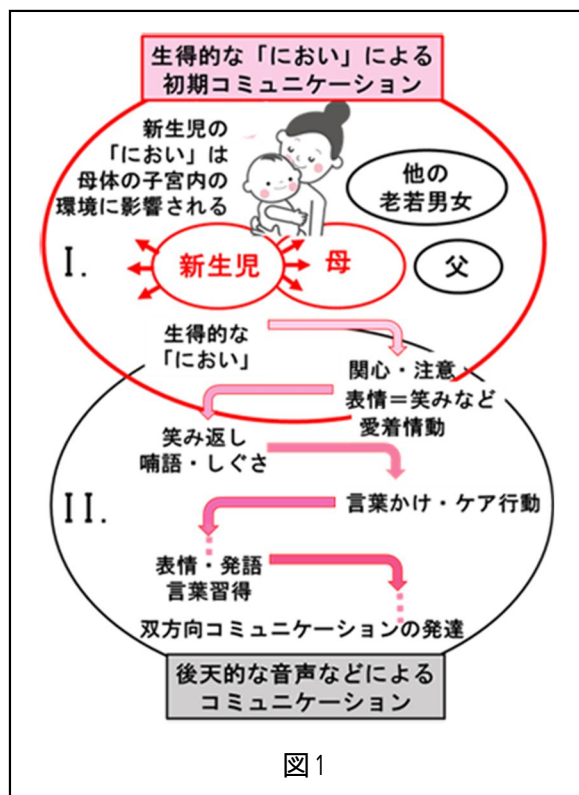 生得的な「におい」による
初期コミュニケーション
新生児の
「におい」は
母体の子宮内の
環境に影響される
他の
老若男女
I.
新生児
母
父
生得的な
「におい」
関心・注意
表情＝笑みなど
愛着情動
笑み返し
喃語・しぐさ
II.
言葉かけ・ケア行動
表情・発語
言葉習得
双方向コミュニケーションの発達
後天的な音声などによる
コミュニケーション
図1